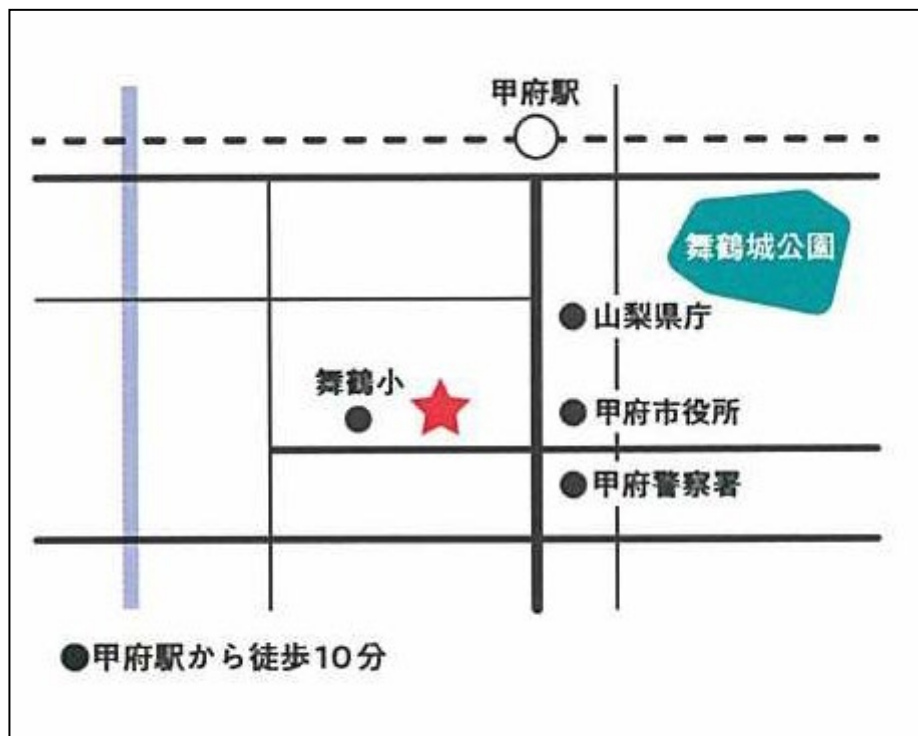 甲府駅
舞鶴城公園
山梨県庁
舞鶴小
甲府市役所
甲府警察署
●甲府駅から徒歩10分